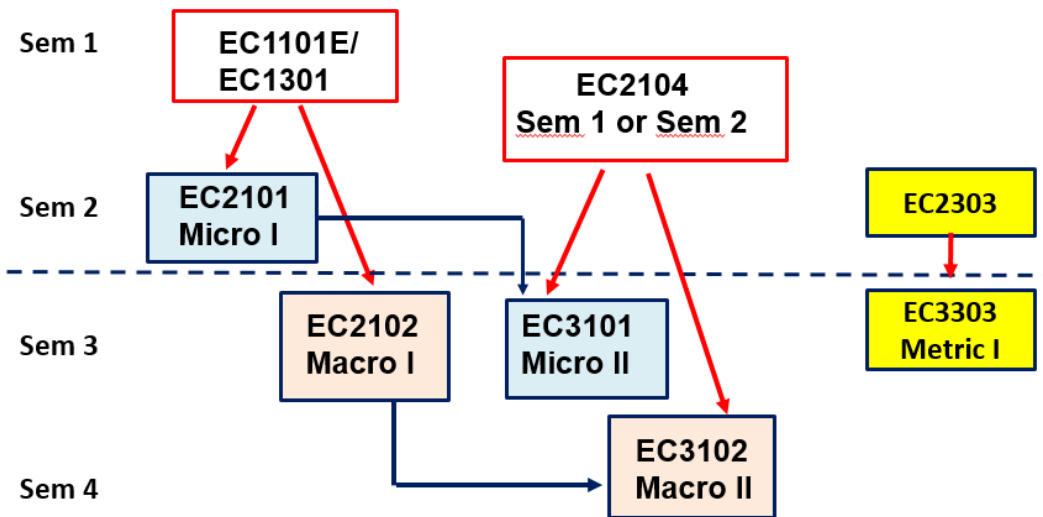 Sem 1
EC1101E/
EC1301
EC2104
Sem 1 or Sem 2
Sem 2
EC2101
Micro I
EC2303
Sem 3
EC2102
Macro I
EC3101
Micro II
EC3303
Metric I
Sem 4
EC3102
Macro II